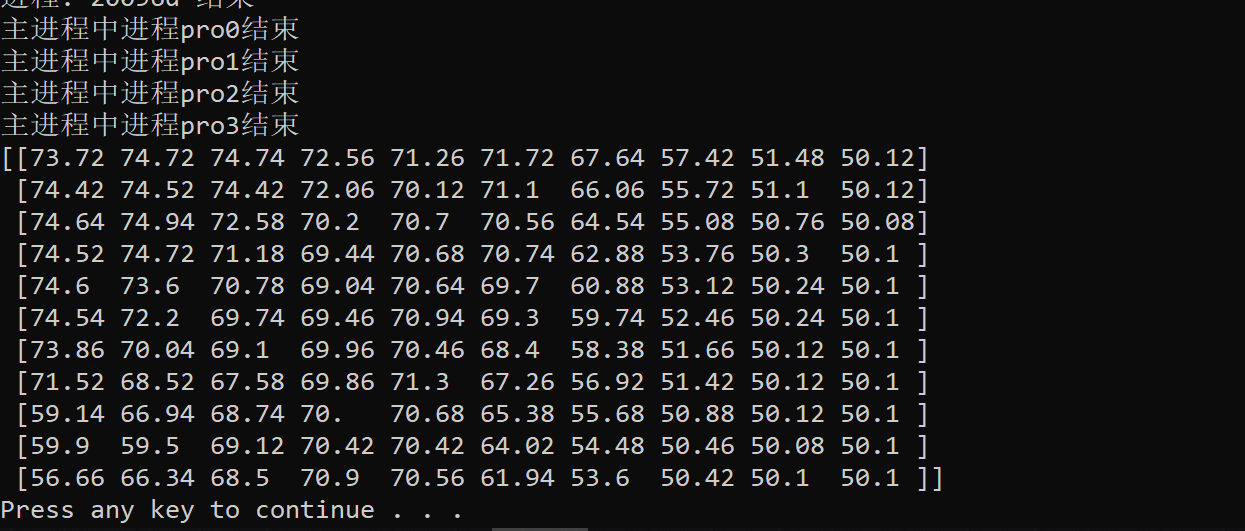 主进程中进程pro0结束
主进程中进程pro1结束
主进程中进程pro2结束
主进程中进程pro3结束
[[73.72 74.72 74.74 72.56 71.26 71.72 67.64 57.42 51.48 50.12]
 [74.42 74.52 74.42 72.06 70.12 71.1  66.06 55.72 51.1  50.12]
 [74.64 74.94 72.58 70.2  70.7  70.56 64.54 55.08 50.76 50.08]
 [74.52 74.72 71.18 69.44 70.68 70.74 62.88 53.76 50.3  50.1 ]
 [74.6  73.6  70.78 69.04 70.64 69.7  60.88 53.12 50.24 50.1 ]
 [74.54 72.2  69.74 69.46 70.94 69.3  59.74 52.46 50.24 50.1 ]
 [73.86 70.04 69.1  69.96 70.46 68.4  58.38 51.66 50.12 50.1 ]
 [71.52 68.52 67.58 69.86 71.3  67.26 56.92 51.42 50.12 50.1 ]
 [59.14 66.94 68.74 70.   70.68 65.38 55.68 50.88 50.12 50.1 ]
 [59.9  59.5  69.12 70.42 70.42 64.02 54.48 50.46 50.08 50.1 ]
 [56.66 66.34 68.5  70.9  70.56 61.94 53.6  50.42 50.1  50.1 ]]
Press any key to continue . . .